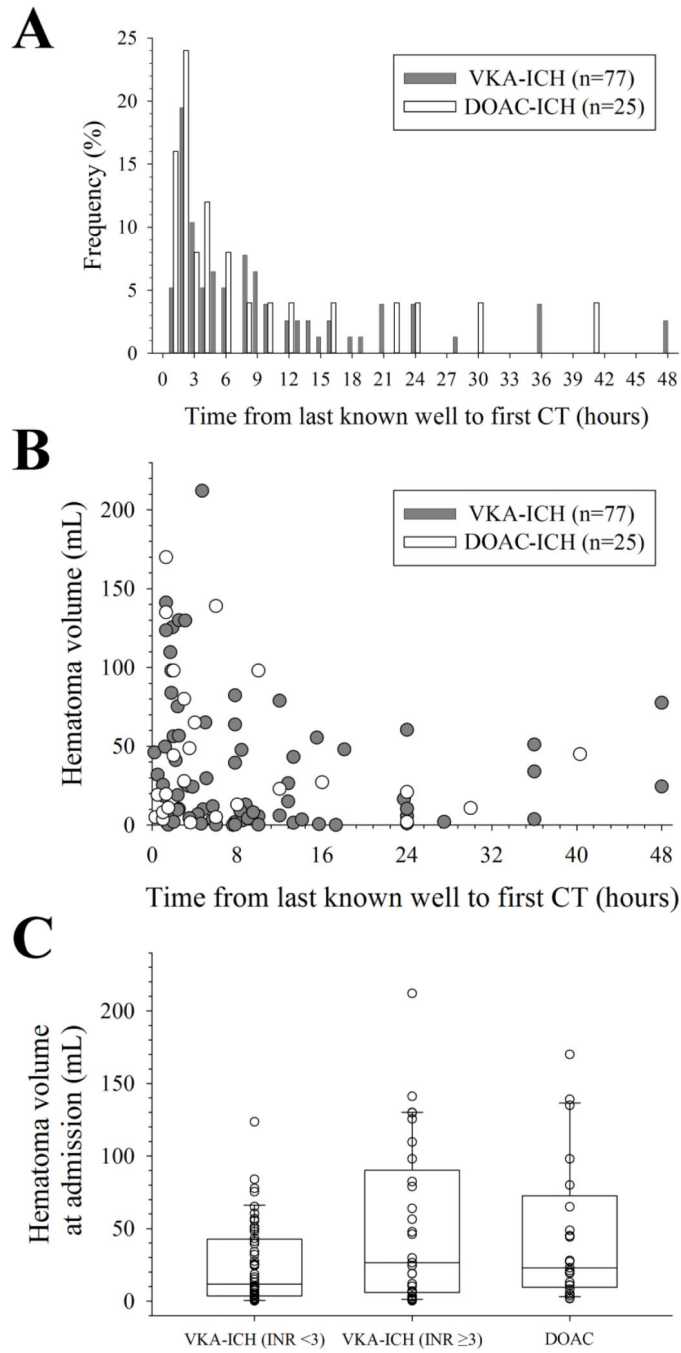 A
25
20
15
10
5
0
Frequency (%)
VKA-ICH (n=77)
DOAC-ICH (n=25)
0 3 6 9 12 15 18 21 24 27 30 33 36 39 42 45 48
Time from last known well to first CT (hours)
B
200
150
100
50
0
Hematoma volume (mL)
VKA-ICH (n=77)
DOAC-ICH (n=25)
0 8 16 24 32 40 48
Time from last known well to first CT (hours)
C
200
150
100
50
0
Hematoma volume
at admission (mL)
VKA-ICH (INR <3) VKA-ICH (INR ≥3) DOAC